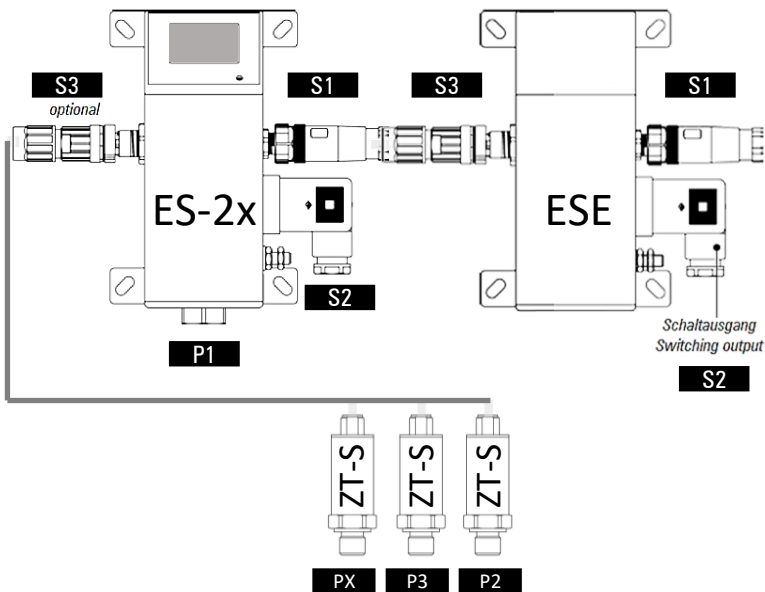 S3
optional
S1
S3
S1
ES-2x
ESE
S2
P1
Schaltausgang
Switching output
S2
ZT-S
ZT-S
ZT-S
PX
P3
P2